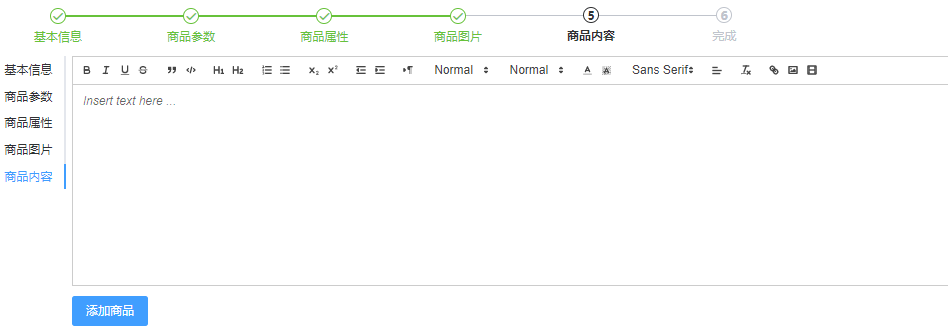 5 6
基本信息 商品参数 商品属性 商品图片 商品内容 完成
基本信息
商品参数
商品属性
商品图片
商品内容
B I U S H1 H2 x2 x2 Normal Normal A A Sans Serif
Insert text here ...
添加商品